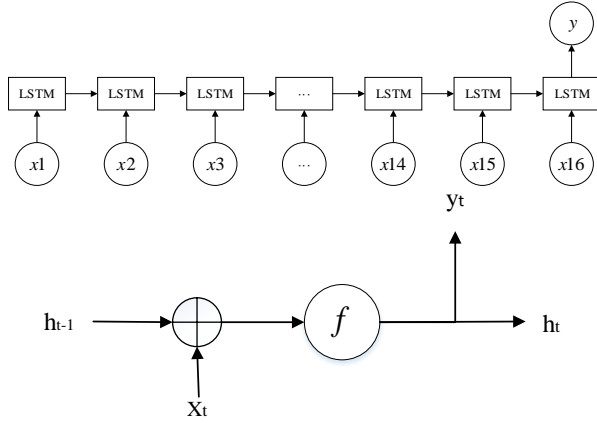 y
LSTM LSTM LSTM ... LSTM LSTM LSTM
x1 x2 x3 ... x14 x15 x16
yt
ht-1 f ht
Xt